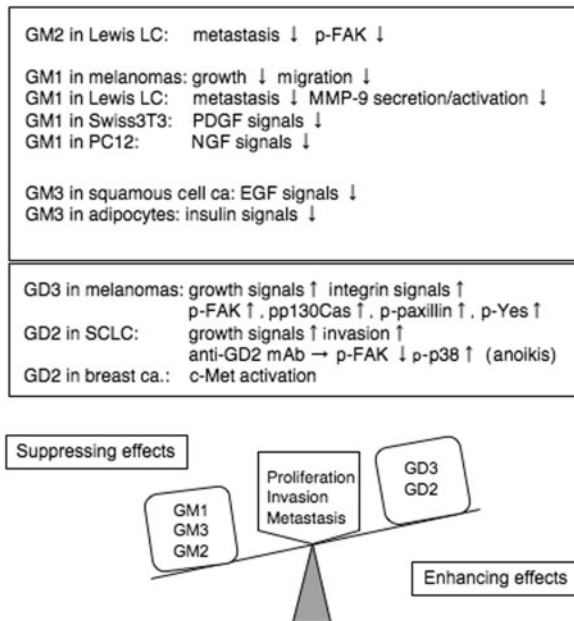 GM2 in Lewis LC: metastasis ↓ p-FAK ↓
GM1 in melanomas: growth ↓ migration ↓
GM1 in Lewis LC: metastasis ↓ MMP-9 secretion/activation ↓
GM1 in Swiss3T3: PDGF signals ↓
GM1 in PC12: NGF signals ↓
GM3 in squamous cell ca: EGF signals ↓
GM3 in adipocytes: insulin signals ↓
GD3 in melanomas: growth signals ↑ integrin signals ↑
p-FAK ↑, pp130Cas ↑, p-paxillin ↑, p-Yes ↑
GD2 in SCLC: growth signals ↑ invasion ↑
anti-GD2 mAb → p-FAK ↓ p-p38 ↑ (anoikis)
GD2 in breast ca.: c-Met activation
Suppressing effects
Proliferation
Invasion
Metastasis
GD3
GD2
GM1
GM3
GM2
Enhancing effects